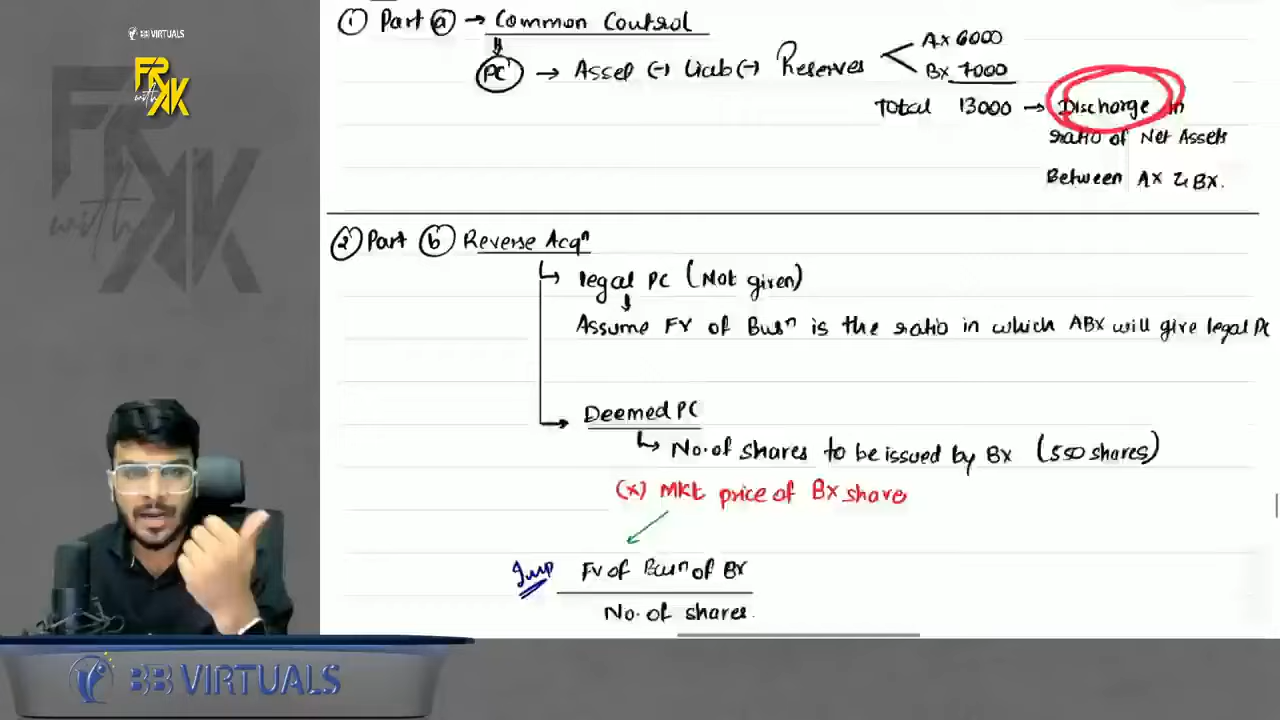 ① Part ⓐ → Common Control
BB VIRTUALS
FR
with
AK
PC → Asset (-) Liab (-) Reserves
AX 6000
BX 7000
Total 13000 → Discharge in
ratio of Net Assets
Between AX & BX.
FR
with
AK
② Part ⓑ Reverse Acqⁿ
↳ legal PC (Not given)
↓
Assume FV of Busⁿ is the ratio in which ABX will give legal PC
→ Deemed PC
↳ No. of shares to be issued by BX (550 shares)
(x) Mkt price of BX share
Imp FV of Busⁿ of BX
No. of shares.
BB VIRTUALS